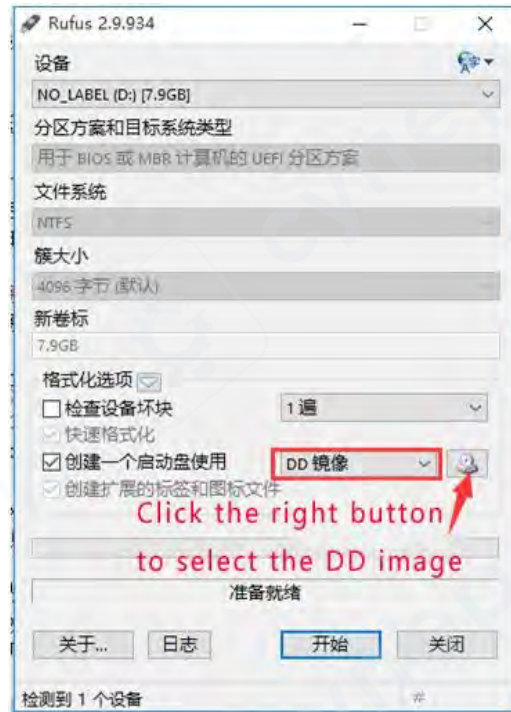 Rufus 2.9.934
设备
NO_LABEL (D:) [7.9GB]
分区方案和目标系统类型
用于 BIOS 或 MBR 计算机的 UEFI 分区方案
文件系统
NTFS
簇大小
4096 字节 (默认)
新卷标
7.9GB
格式化选项
检查设备坏块 1 遍
快速格式化
创建一个启动盘使用 DD 镜像
创建扩展的标签和图标文件
Click the right button
to select the DD image
准备就绪
关于... 日志 开始 关闭
检测到 1 个设备 #